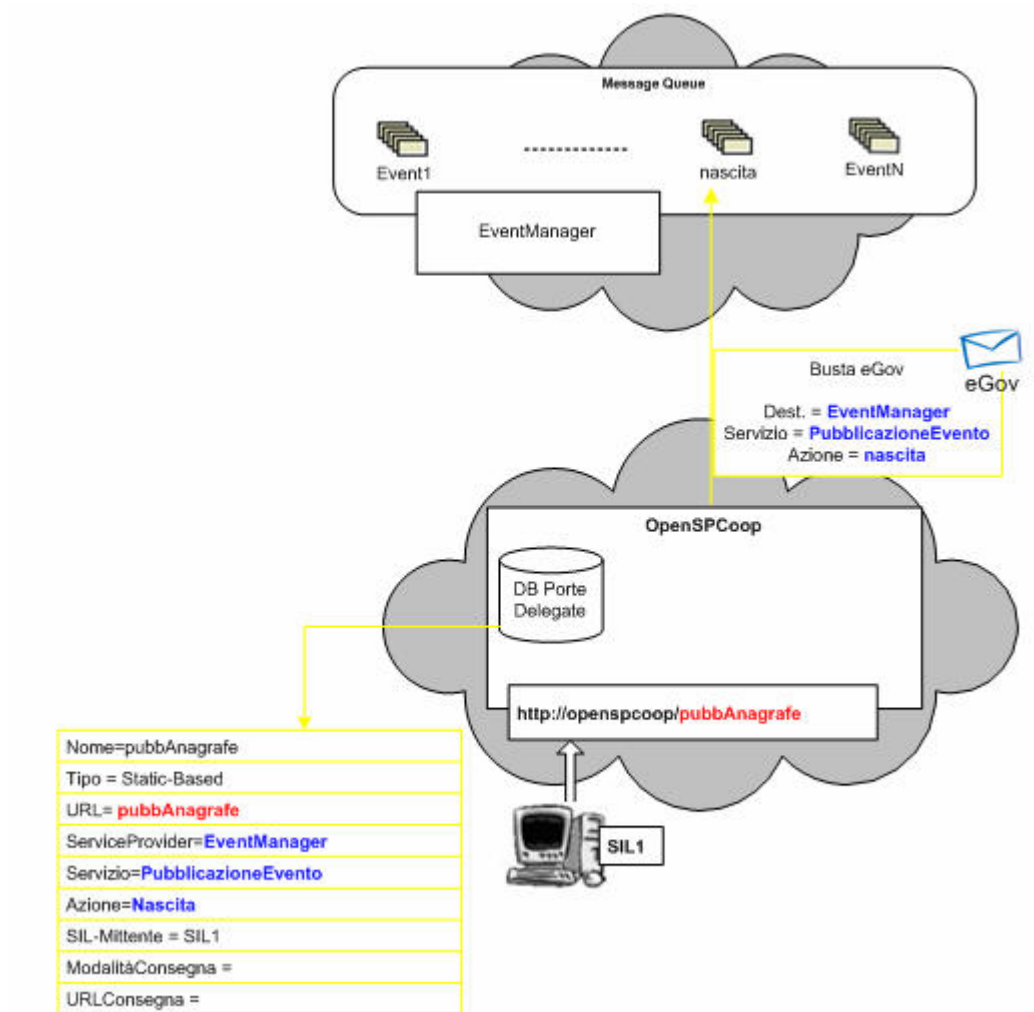 Message Queue
Event1
nascita
EventN
EventManager
Busta eGov
eGov
Dest. = EventManager
Servizio = PubblicazioneEvento
Azione = nascita
OpenSPCoop
DB Porte
Delegate
http://openspcoop/pubbAnagrafe
SIL1
Nome=pubbAnagrafe
Tipo = Static-Based
URL= pubbAnagrafe
ServiceProvider=EventManager
Servizio=PubblicazioneEvento
Azione=Nascita
SIL-Mittente = SIL1
ModalitàConsegna =
URLConsegna =